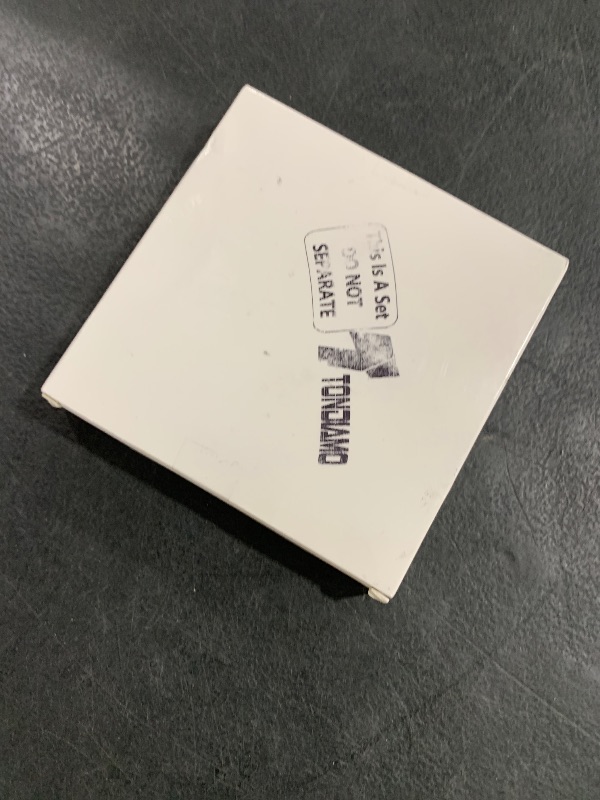 This Is A Set
DO NOT
SEPARATE
TONDIAMO